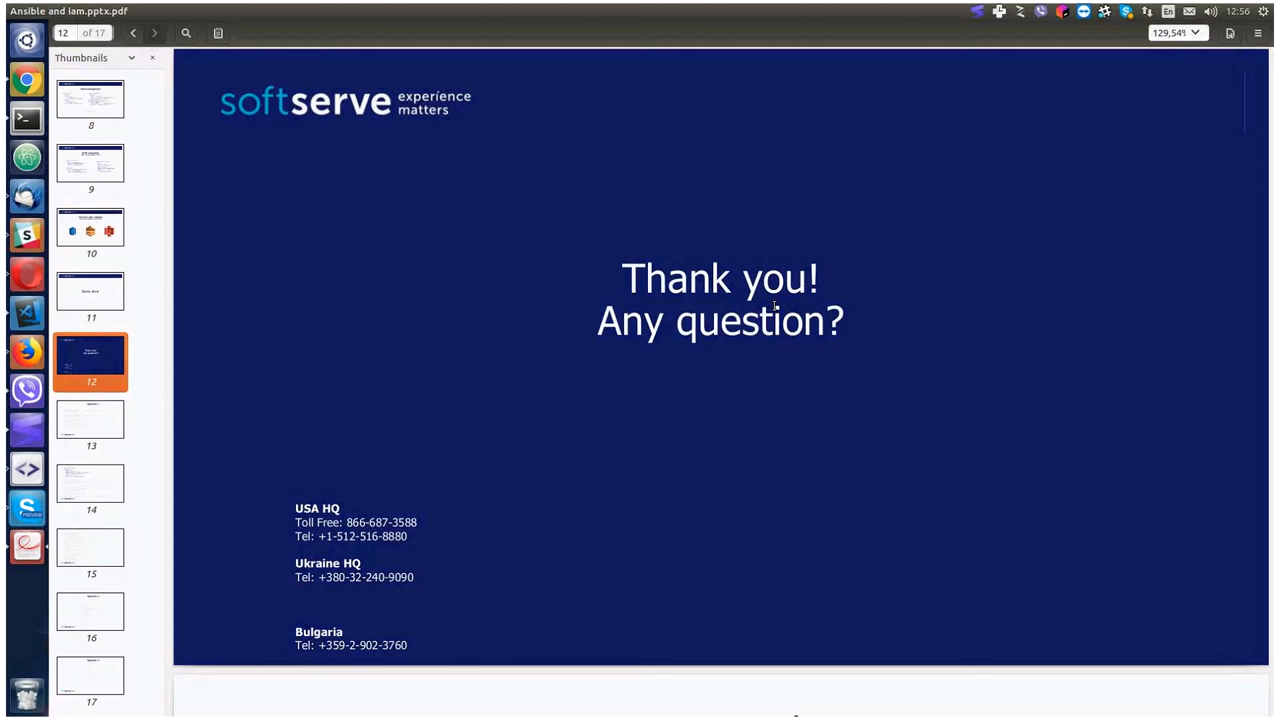 Ansible and iam.pptx.pdf
En
12:56
12 of 17
129,54%
Thumbnails
8
9
10
11
12
13
14
15
16
17
softserve experience matters
Thank you!
Any question?
USA HQ
Toll Free: 866-687-3588
Tel: +1-512-516-8880
Ukraine HQ
Tel: +380-32-240-9090
Bulgaria
Tel: +359-2-902-3760